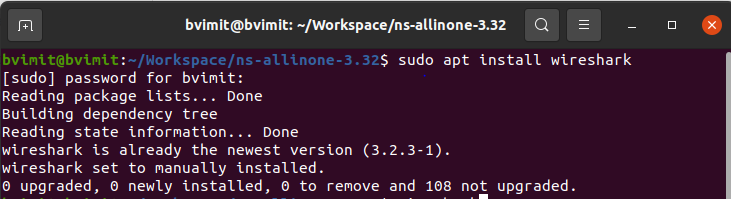 bvimit@bvimit: ~/Workspace/ns-allinone-3.32
bvimit@bvimit:~/Workspace/ns-allinone-3.32$ sudo apt install wireshark
[sudo] password for bvimit:
Reading package lists... Done
Building dependency tree
Reading state information... Done
wireshark is already the newest version (3.2.3-1).
wireshark set to manually installed.
0 upgraded, 0 newly installed, 0 to remove and 108 not upgraded.